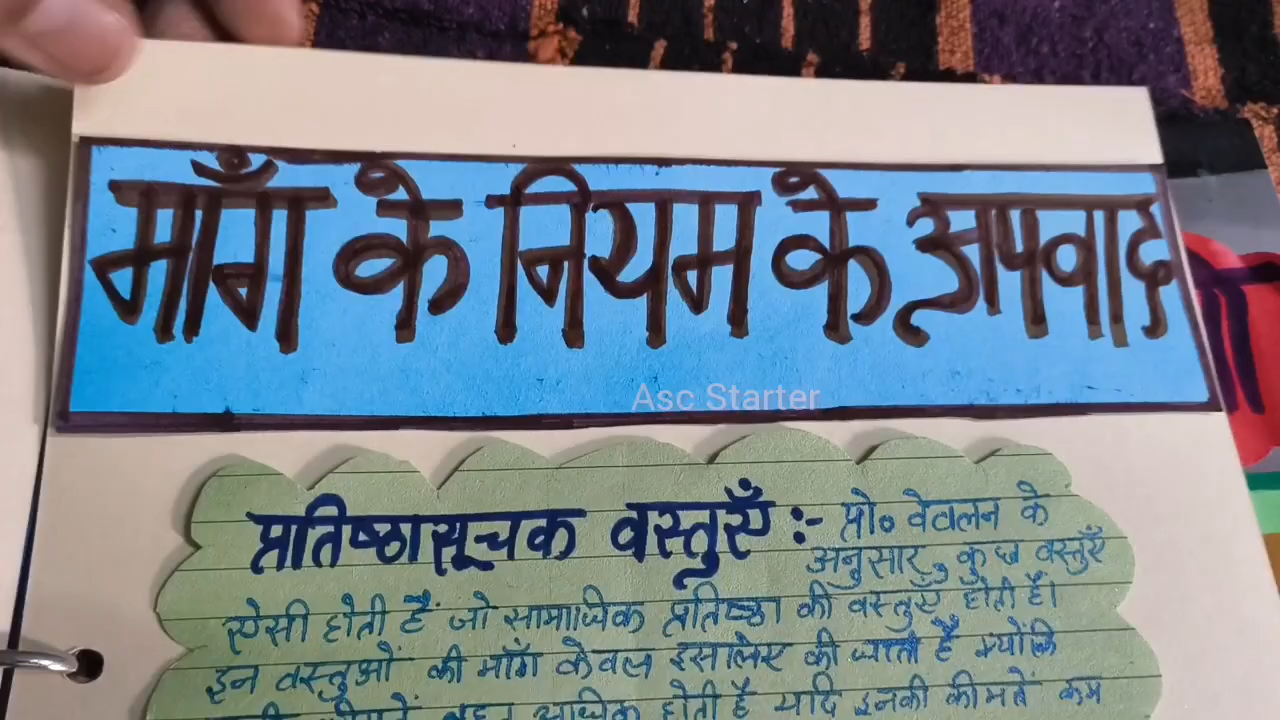 माँग के नियम के अपवाद
Asc Starter
प्रतिष्ठासूचक वस्तुएँ :- प्रो० वेवलन के
अनुसार, कुछ वस्तुएँ
ऐसी होती हैं जो सामाजिक प्रतिष्ठा की वस्तुएँ होती हैं।
इन वस्तुओं की माँग केवल इसलिए की जाती है क्योंकि
बहुत अधिक होती है यदि इनकी कीमतें कम